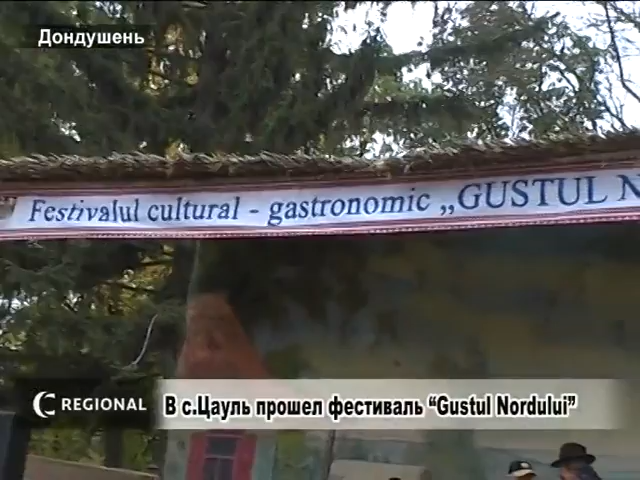 Дондушень
Festivalul cultural - gastronomic „GUSTUL N
C REGIONAL
В с.Цауль прошел фестиваль “Gustul Nordului”